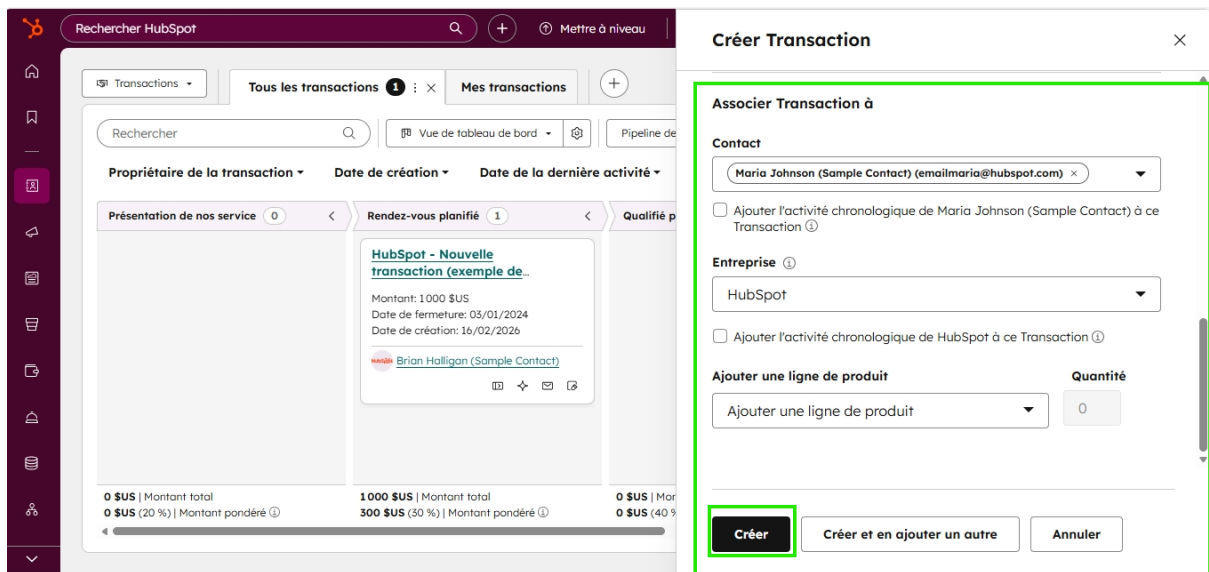 Rechercher HubSpot
Mettre à niveau
Transactions
Tous les transactions 1
Mes transactions
Rechercher
Vue de tableau de bord
Pipeline de
Propriétaire de la transaction
Date de création
Date de la dernière activité
Présentation de nos service 0
Rendez-vous planifié 1
Qualifié p
HubSpot - Nouvelle
transaction (exemple de...
Montant: 1 000 $US
Date de fermeture: 03/01/2024
Date de création: 16/02/2026
Brian Halligan (Sample Contact)
0 $US | Montant total
0 $US (20 %) | Montant pondéré
1 000 $US | Montant total
300 $US (30 %) | Montant pondéré
0 $US | Mon
0 $US (40 %
Créer Transaction
Associer Transaction à
Contact
Maria Johnson (Sample Contact) (emailmaria@hubspot.com) ×
Ajouter l'activité chronologique de Maria Johnson (Sample Contact) à ce
Transaction
Entreprise
HubSpot
Ajouter l'activité chronologique de HubSpot à ce Transaction
Ajouter une ligne de produit
Quantité
Ajouter une ligne de produit
0
Créer
Créer et en ajouter un autre
Annuler